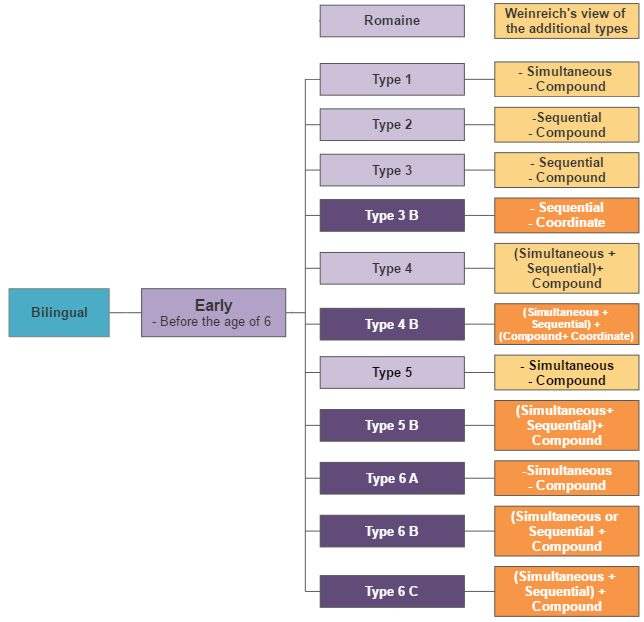 Romaine
Weinreich's view of
the additional types
Type 1
- Simultaneous
- Compound
Type 2
-Sequential
- Compound
Type 3
- Sequential
- Compound
Type 3 B
- Sequential
- Coordinate
Type 4
(Simultaneous +
Sequential)+
Compound
Bilingual
Early
- Before the age of 6
Type 4 B
(Simultaneous +
Sequential) +
(Compound+ Coordinate)
Type 5
- Simultaneous
- Compound
Type 5 B
(Simultaneous+
Sequential)+
Compound
Type 6 A
-Simultaneous
- Compound
Type 6 B
(Simultaneous or
Sequential +
Compound
Type 6 C
(Simultaneous +
Sequential) +
Compound